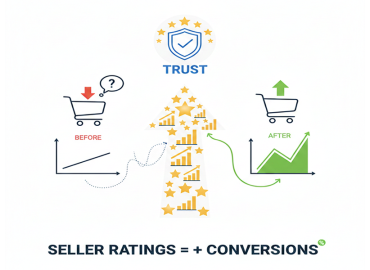 TRUST
?
BEFORE
AFTER
SELLER RATINGS = + CONVERSIONS